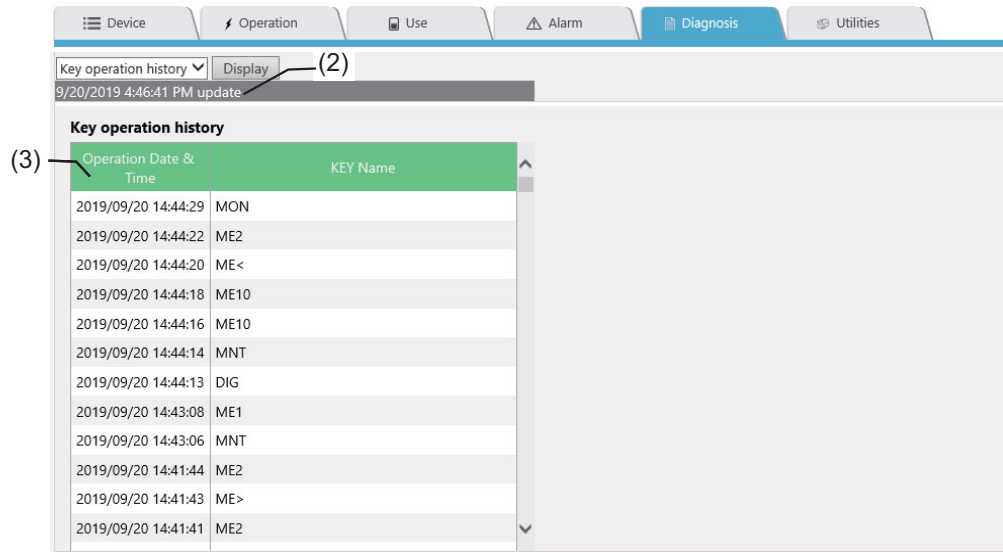 Device Operation Use Alarm Diagnosis Utilities
Key operation history Display (2)
9/20/2019 4:46:41 PM update
Key operation history
(3) Operation Date & Time KEY Name
2019/09/20 14:44:29 MON
2019/09/20 14:44:22 ME2
2019/09/20 14:44:20 ME<
2019/09/20 14:44:18 ME10
2019/09/20 14:44:16 ME10
2019/09/20 14:44:14 MNT
2019/09/20 14:44:13 DIG
2019/09/20 14:43:08 ME1
2019/09/20 14:43:06 MNT
2019/09/20 14:41:44 ME2
2019/09/20 14:41:43 ME>
2019/09/20 14:41:41 ME2